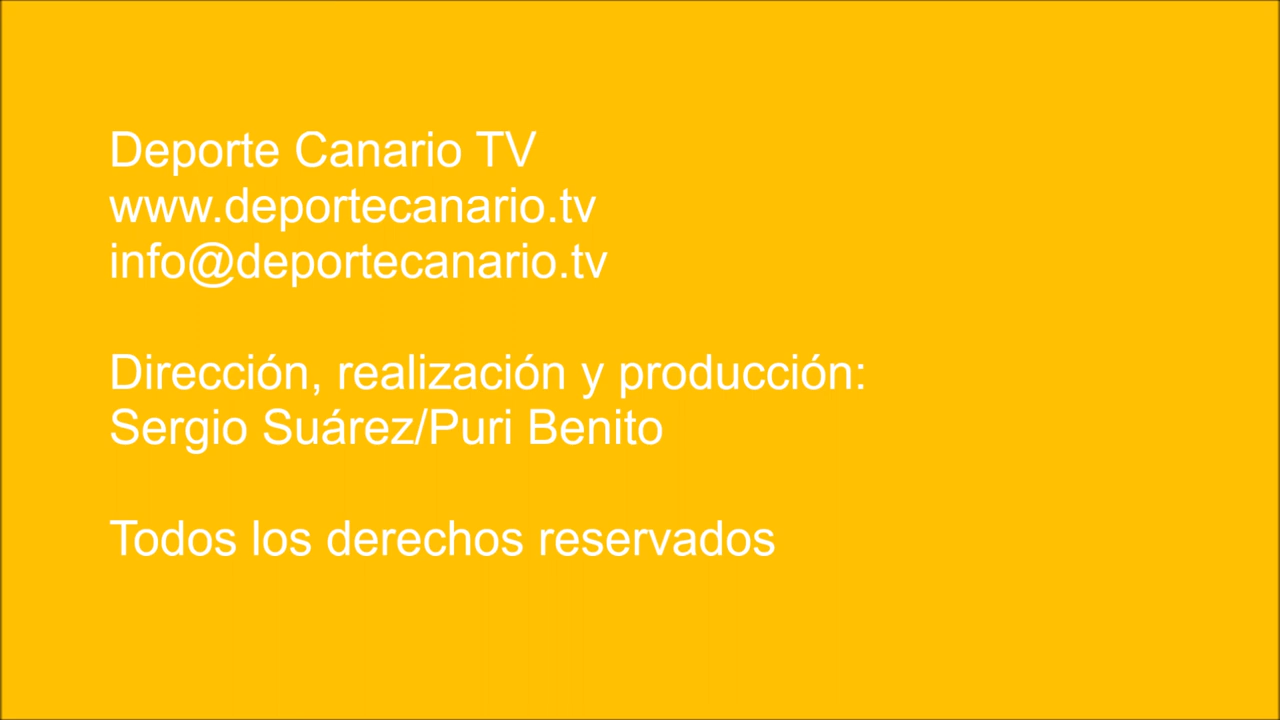 Deporte Canario TV
www.deportecanario.tv
info@deportecanario.tv
Dirección, realización y producción:
Sergio Suárez/Puri Benito
Todos los derechos reservados